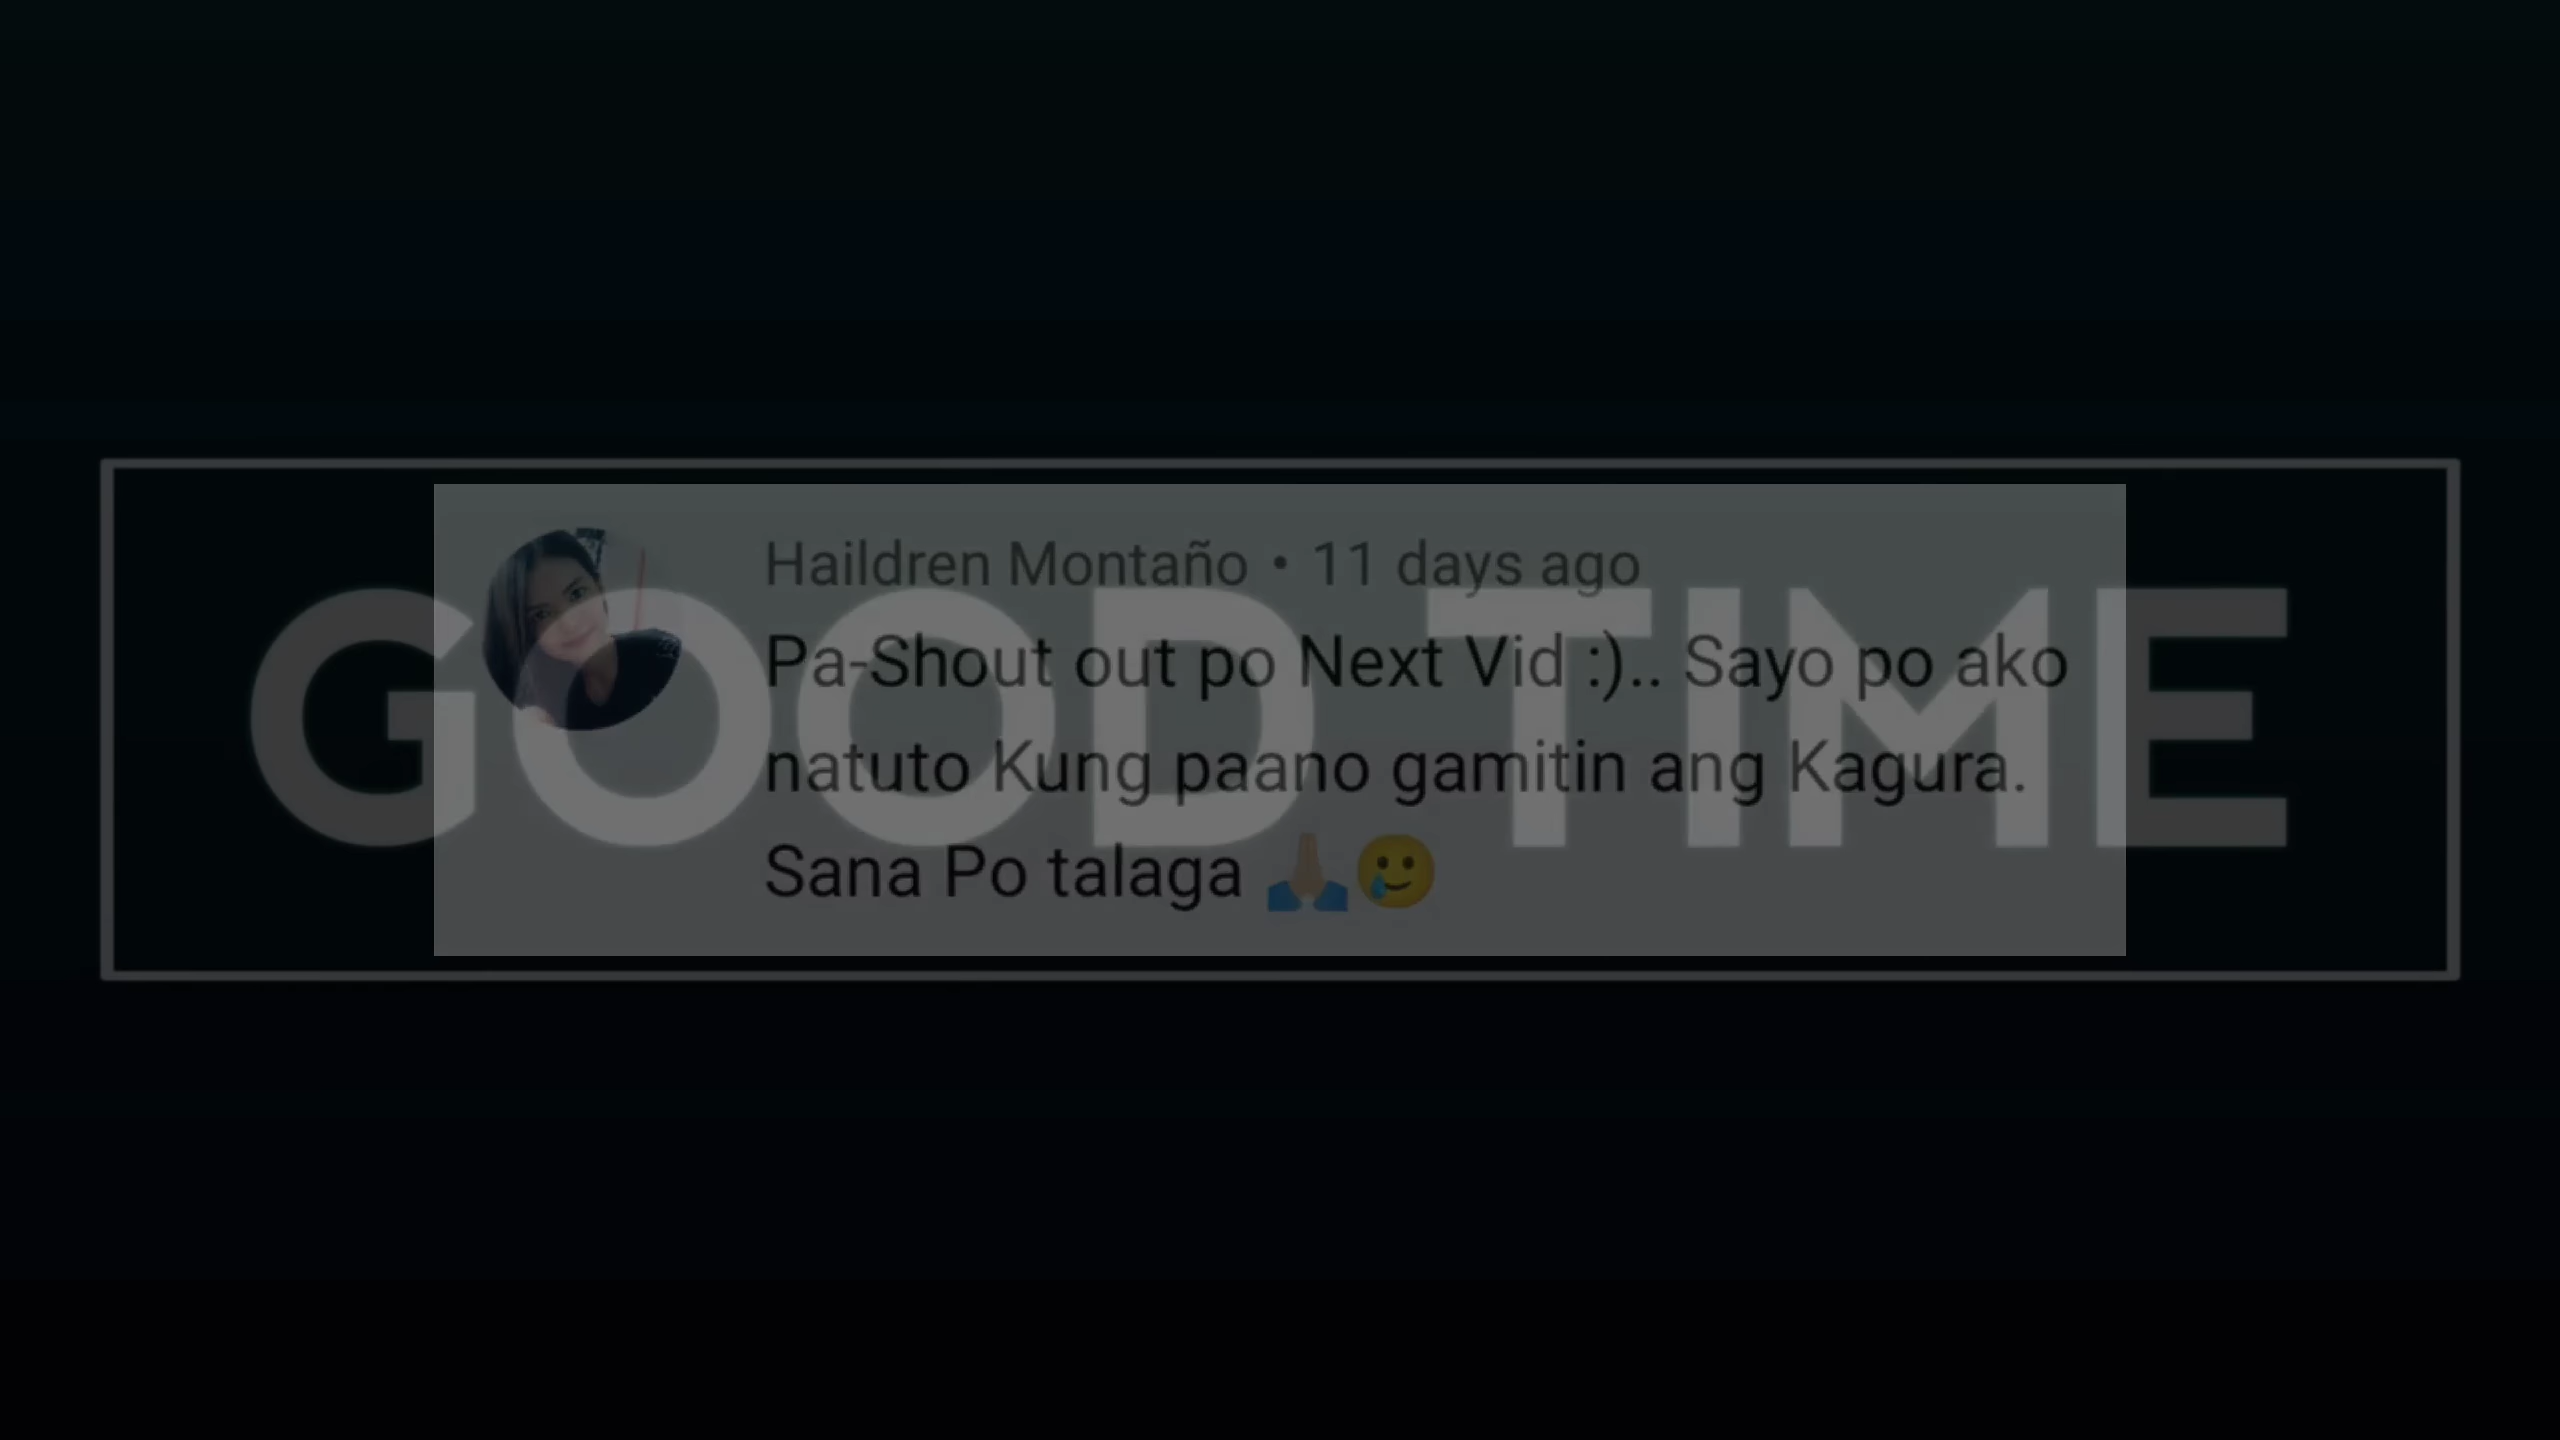 Haildren Montaño • 11 days ago
GOOD TIME
Pa-Shout out po Next Vid :).. Sayo po ako
natuto Kung paano gamitin ang Kagura.
Sana Po talaga 🙏🏼🥲